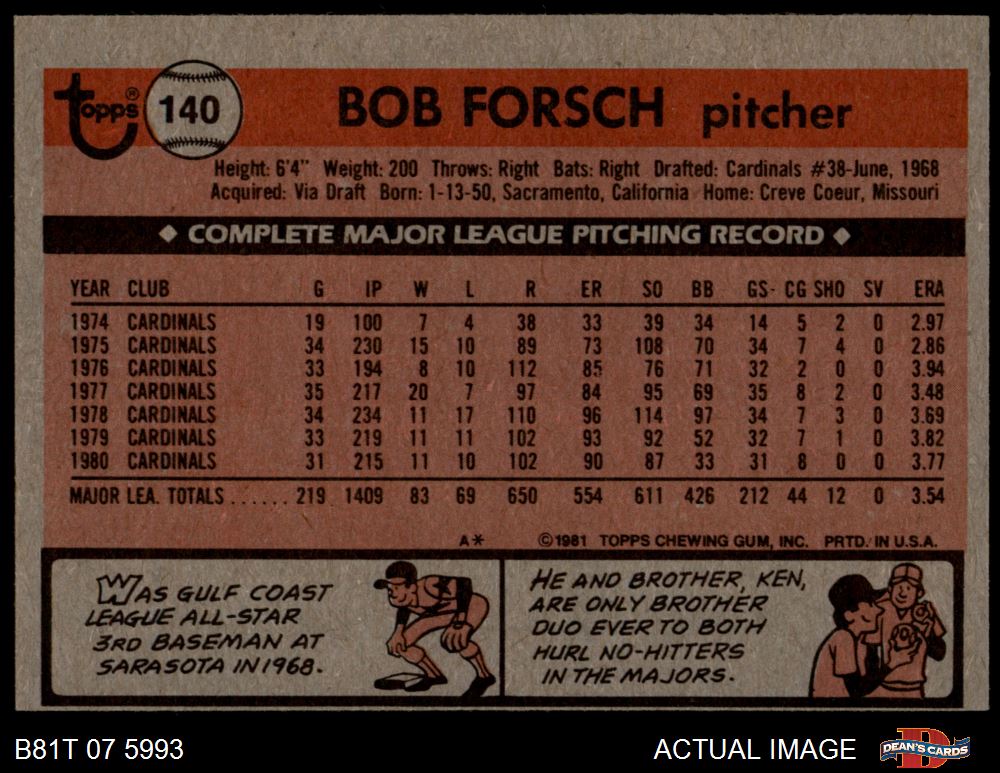 topps® 140 BOB FORSCH pitcher
Height: 6'4" Weight: 200 Throws: Right Bats: Right Drafted: Cardinals #38-June, 1968
Acquired: Via Draft Born: 1-13-50, Sacramento, California Home: Creve Coeur, Missouri
◆ COMPLETE MAJOR LEAGUE PITCHING RECORD ◆
YEAR CLUB G IP W L R ER SO BB GS CG SHO SV ERA
1974 CARDINALS 19 100 7 4 38 33 39 34 14 5 2 0 2.97
1975 CARDINALS 34 230 15 10 89 73 108 70 34 7 4 0 2.86
1976 CARDINALS 33 194 8 10 112 85 76 71 32 2 0 0 3.94
1977 CARDINALS 35 217 20 7 97 84 95 69 35 8 2 0 3.48
1978 CARDINALS 34 234 11 17 110 96 114 97 34 7 3 0 3.69
1979 CARDINALS 33 219 11 11 102 93 92 52 32 7 1 0 3.82
1980 CARDINALS 31 215 11 10 102 90 87 33 31 8 0 0 3.77
MAJOR LEA. TOTALS ...... 219 1409 83 69 650 554 611 426 212 44 12 0 3.54
A* ©1981 TOPPS CHEWING GUM, INC. PRTD. IN U.S.A.
WAS GULF COAST
LEAGUE ALL-STAR
3RD BASEMAN AT
SARASOTA IN 1968.
HE AND BROTHER, KEN,
ARE ONLY BROTHER
DUO EVER TO BOTH
HURL NO-HITTERS
IN THE MAJORS.
B81T 07 5993 ACTUAL IMAGE DEAN'S CARDS